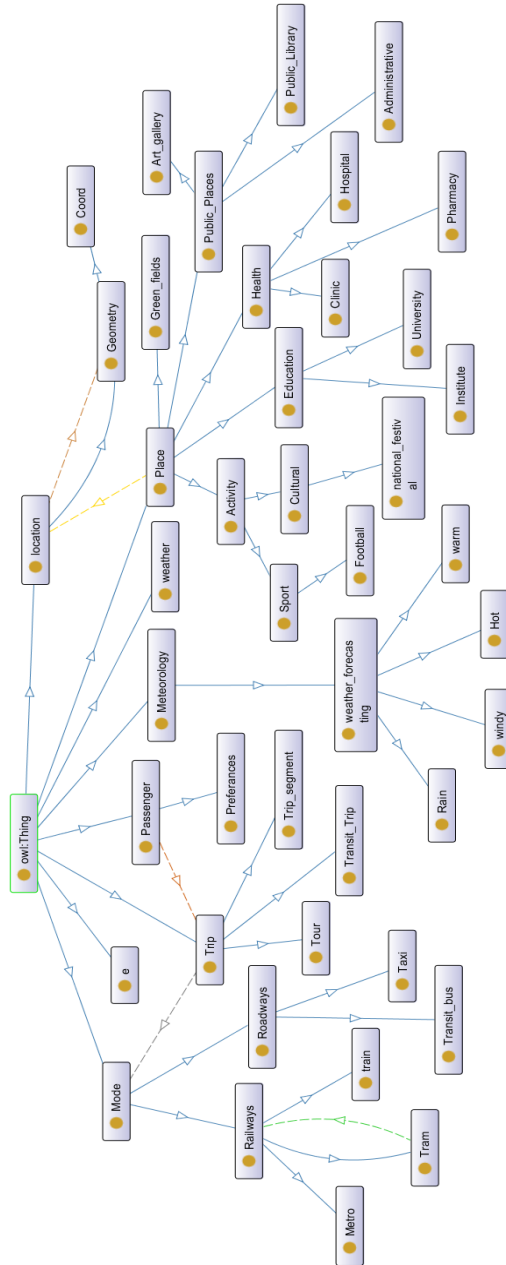 owl:Thing
Mode
e
Trip
Passenger
Meteorology
weather
Place
location
Railways
Roadways
Preferances
Activity
Education
Health
Green_fields
Public_Places
Geometry
Metro
Tram
train
Transit_bus
Taxi
Tour
Transit_Trip
Trip_segment
weather_forecas
ting
Sport
Cultural
Institute
University
Clinic
Pharmacy
Hospital
Art_gallery
Administrative
Public_Library
Coord
Rain
windy
Hot
warm
Football
national_festiv
al